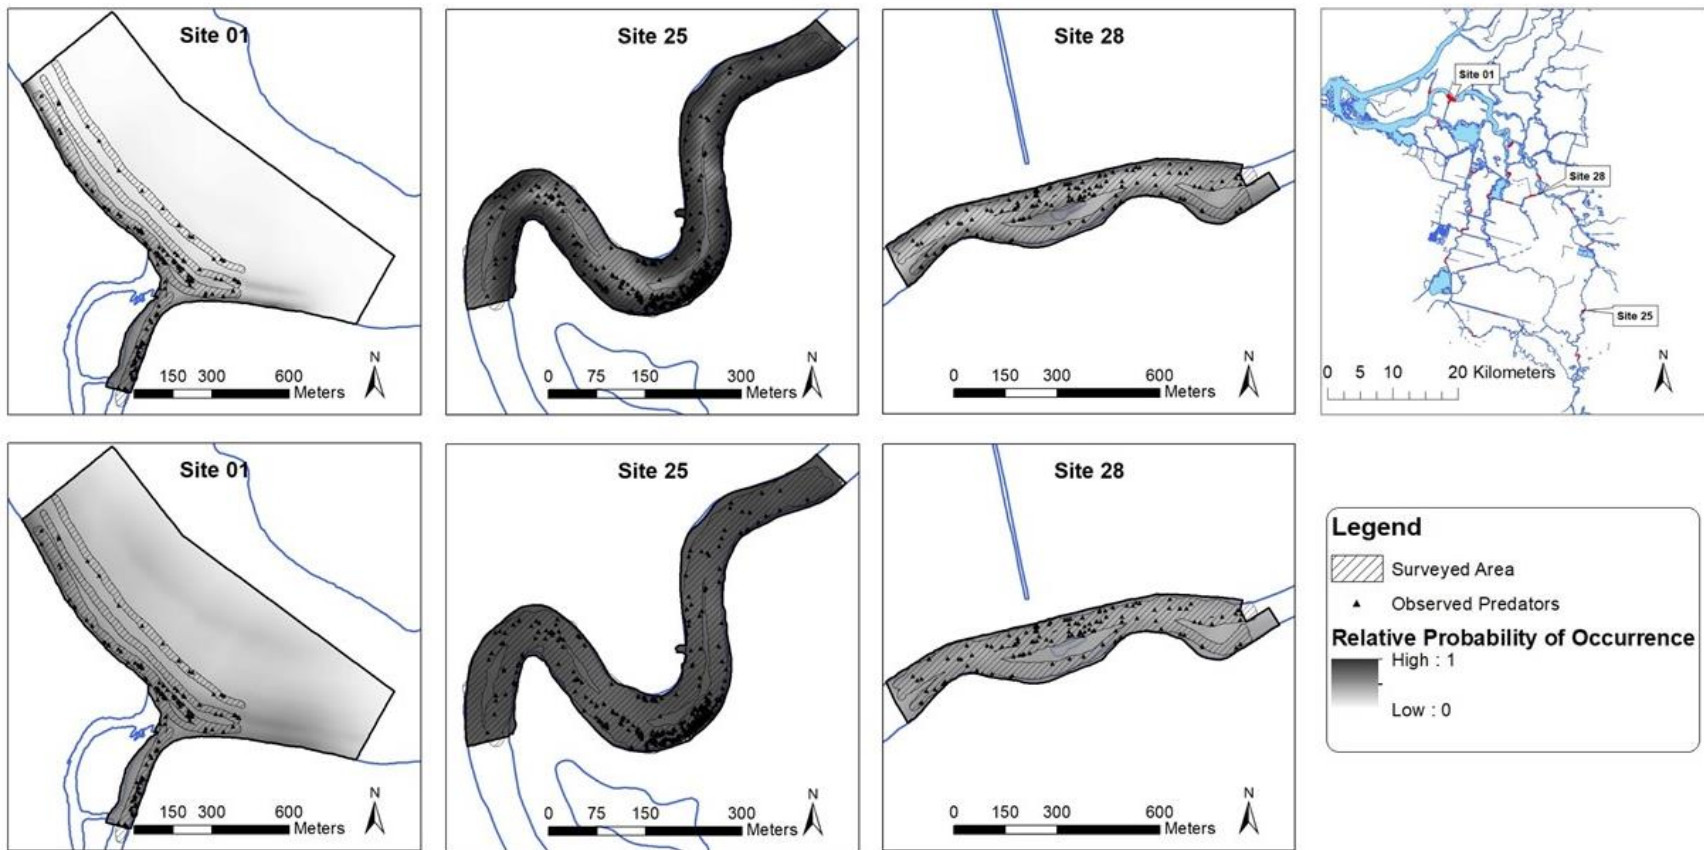 Site 01
Site 25
Site 28
Site 01
Site 28
Site 25
N
150 300 600
Meters
N
0 75 150 300
Meters
N
0 150 300 600
Meters
N
0 5 10 20 Kilometers
Site 01
Site 25
Site 28
N
150 300 600
Meters
N
0 75 150 300
Meters
N
0 150 300 600
Meters
Legend
Surveyed Area
Observed Predators
Relative Probability of Occurrence
High : 1
Low : 0